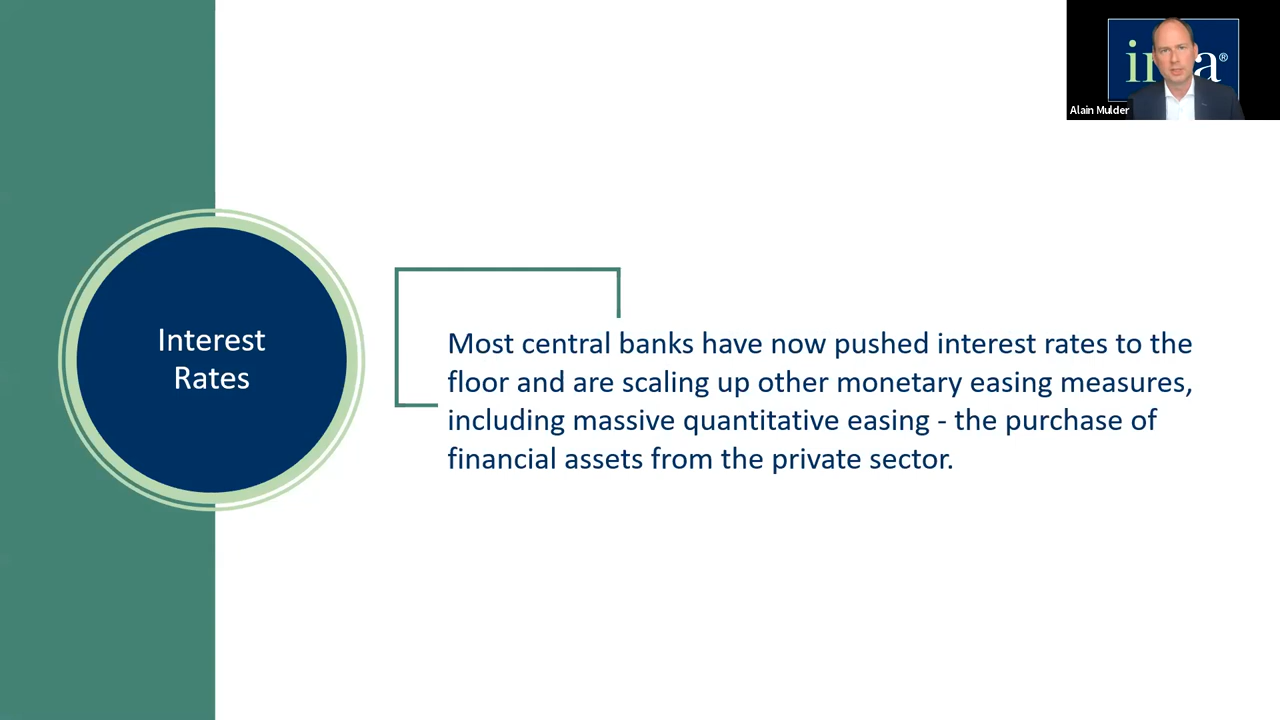 Alain Mulder
Interest
Rates
Most central banks have now pushed interest rates to the
floor and are scaling up other monetary easing measures,
including massive quantitative easing - the purchase of
financial assets from the private sector.